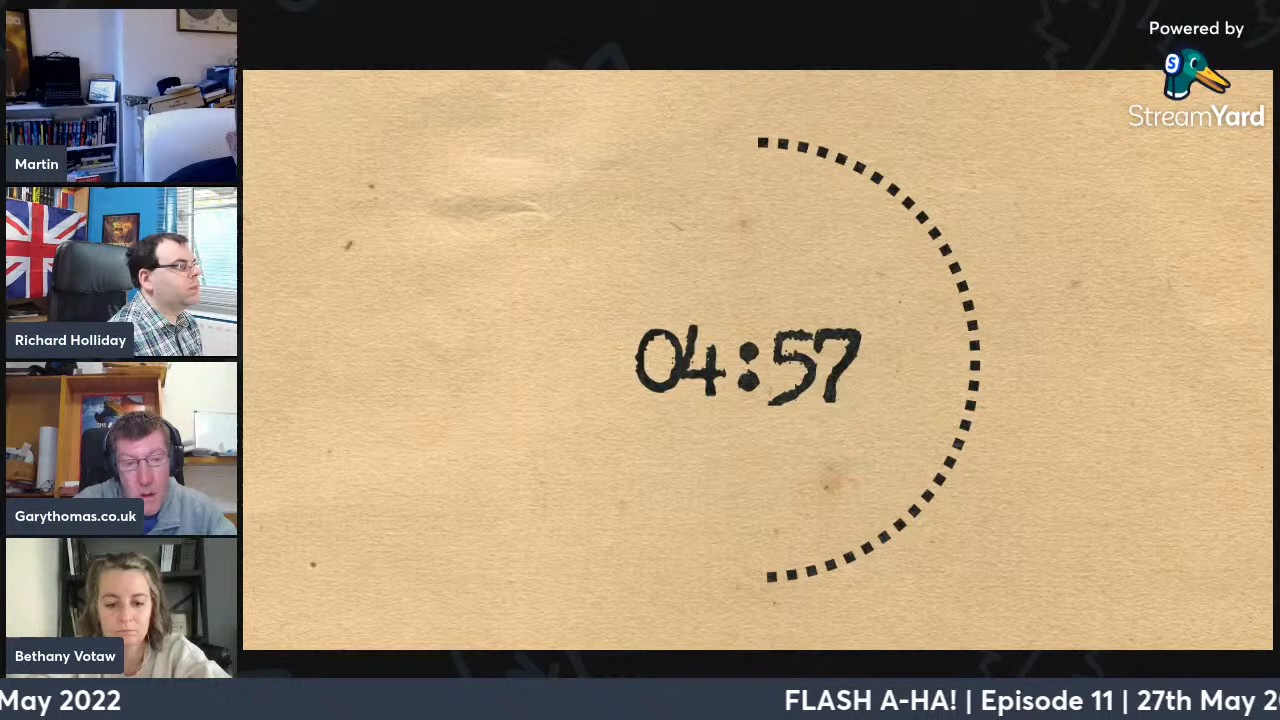 Powered by
StreamYard
Martin
Richard Holliday
Garythomas.co.uk
Bethany Votaw
04:57
May 2022
FLASH A-HA! | Episode 11 | 27th May 20